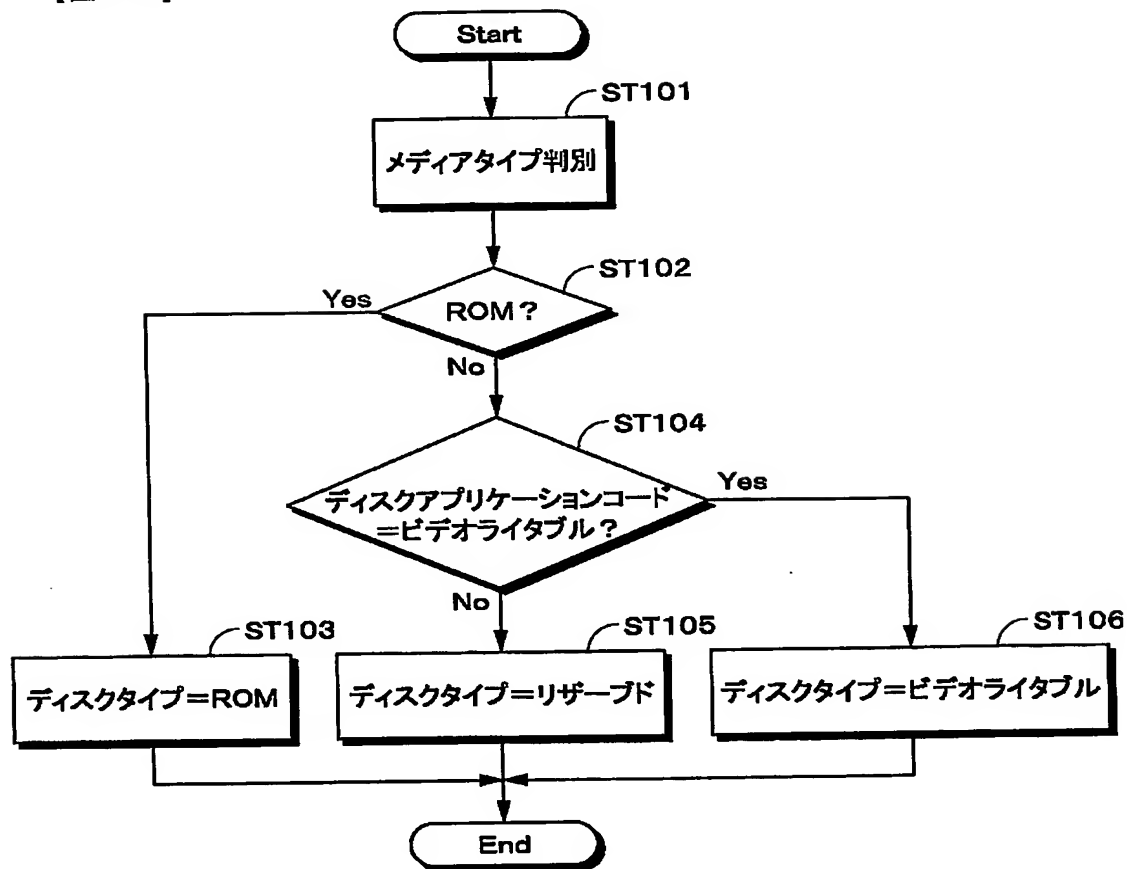 Start
ST101
メディアタイプ判別
ST102
Yes
ROM?
No
ST104
Yes
ディスクアプリケーションコード
=ビデオライタブル?
No
ST103
ST105
ST106
ディスクタイプ=ROM
ディスクタイプ=リザーブド
ディスクタイプ=ビデオライタブル
End